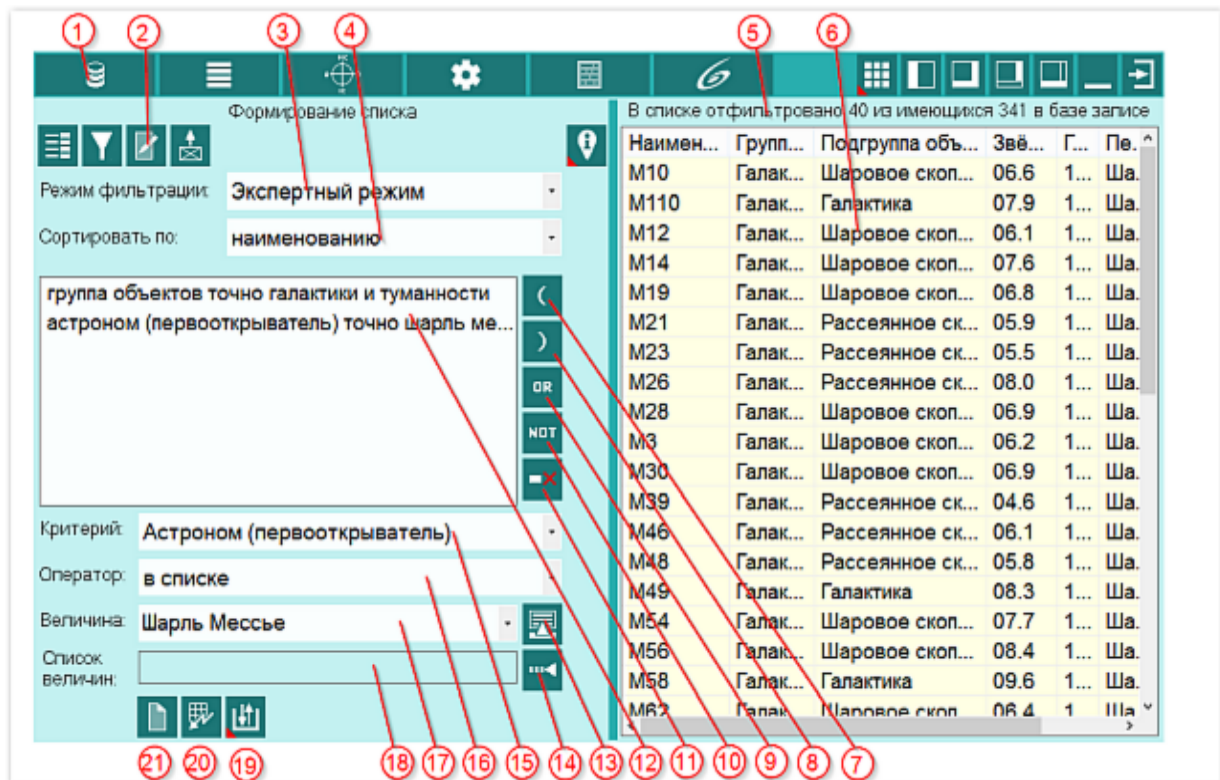 1 2 3 4 5 6
Формирование списка
В списке отфильтровано 40 из имеющихся 341 в базе записе
Режим фильтрации: Экспертный режим
Сортировать по: наименованию
группа объектов точно галактики и туманности
астроном (первооткрыватель) точно шарль ме...
(
)
OR
NOT
Критерий: Астроном (первооткрыватель)
Оператор: в списке
Величина: Шарль Мессье
Список
величин:
Наимен... Групп... Подгруппа объ... Звё... Г... Пе.
M10 Галак... Шаровое скоп... 06.6 1... Ша.
M110 Галак... Галактика 07.9 1... Ша.
M12 Галак... Шаровое скоп... 06.1 1... Ша.
M14 Галак... Шаровое скоп... 07.6 1... Ша.
M19 Галак... Шаровое скоп... 06.8 1... Ша.
M21 Галак... Рассеянное ск... 05.9 1... Ша.
M23 Галак... Рассеянное ск... 05.5 1... Ша.
M26 Галак... Рассеянное ск... 08.0 1... Ша.
M28 Галак... Шаровое скоп... 06.9 1... Ша.
M3 Галак... Шаровое скоп... 06.2 1... Ша.
M30 Галак... Шаровое скоп... 06.9 1... Ша.
M39 Галак... Рассеянное ск... 04.6 1... Ша.
M46 Галак... Рассеянное ск... 06.1 1... Ша.
M48 Галак... Рассеянное ск... 05.8 1... Ша.
M49 Галак... Галактика 08.3 1... Ша.
M54 Галак... Шаровое скоп... 07.7 1... Ша.
M56 Галак... Шаровое скоп... 08.4 1... Ша.
M58 Галак... Галактика 09.6 1... Ша.
M62 Галак... Шаровое скоп... 06.4 1... Ша.
21 20 19 18 17 16 15 14 13 12 11 10 9 8 7